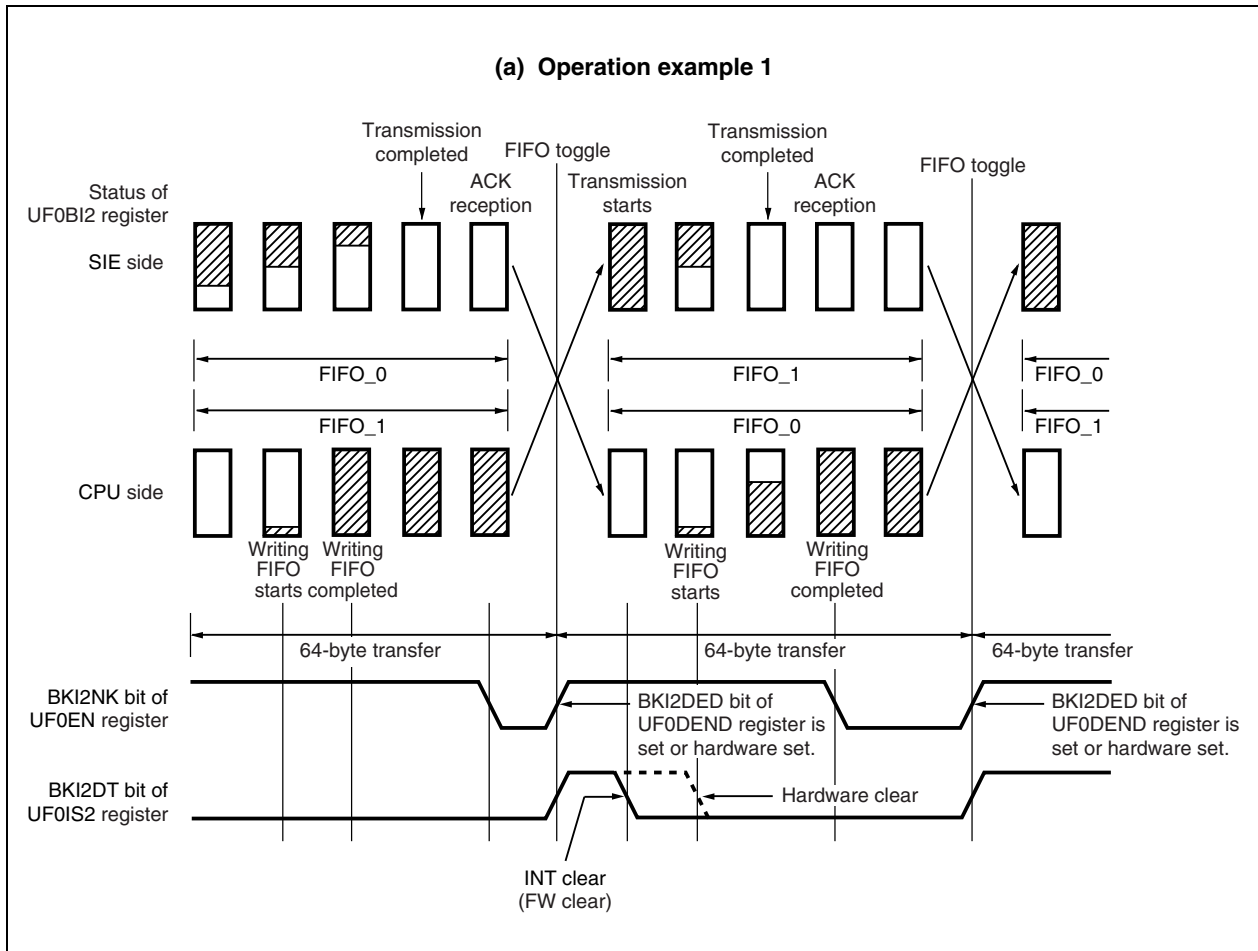 (a) Operation example 1
Transmission
completed
FIFO toggle
Transmission
completed
FIFO toggle
Status of
UF0BI2 register
ACK
reception
Transmission
starts
ACK
reception
SIE side
FIFO_0
FIFO_1
FIFO_0
FIFO_1
FIFO_0
FIFO_1
CPU side
Writing
FIFO
starts
Writing
FIFO
completed
Writing
FIFO
starts
Writing
FIFO
completed
64-byte transfer
64-byte transfer
64-byte transfer
BKI2NK bit of
UF0EN register
BKI2DED bit of
UF0DEND register is
set or hardware set.
BKI2DED bit of
UF0DEND register is
set or hardware set.
BKI2DT bit of
UF0IS2 register
Hardware clear
INT clear
(FW clear)